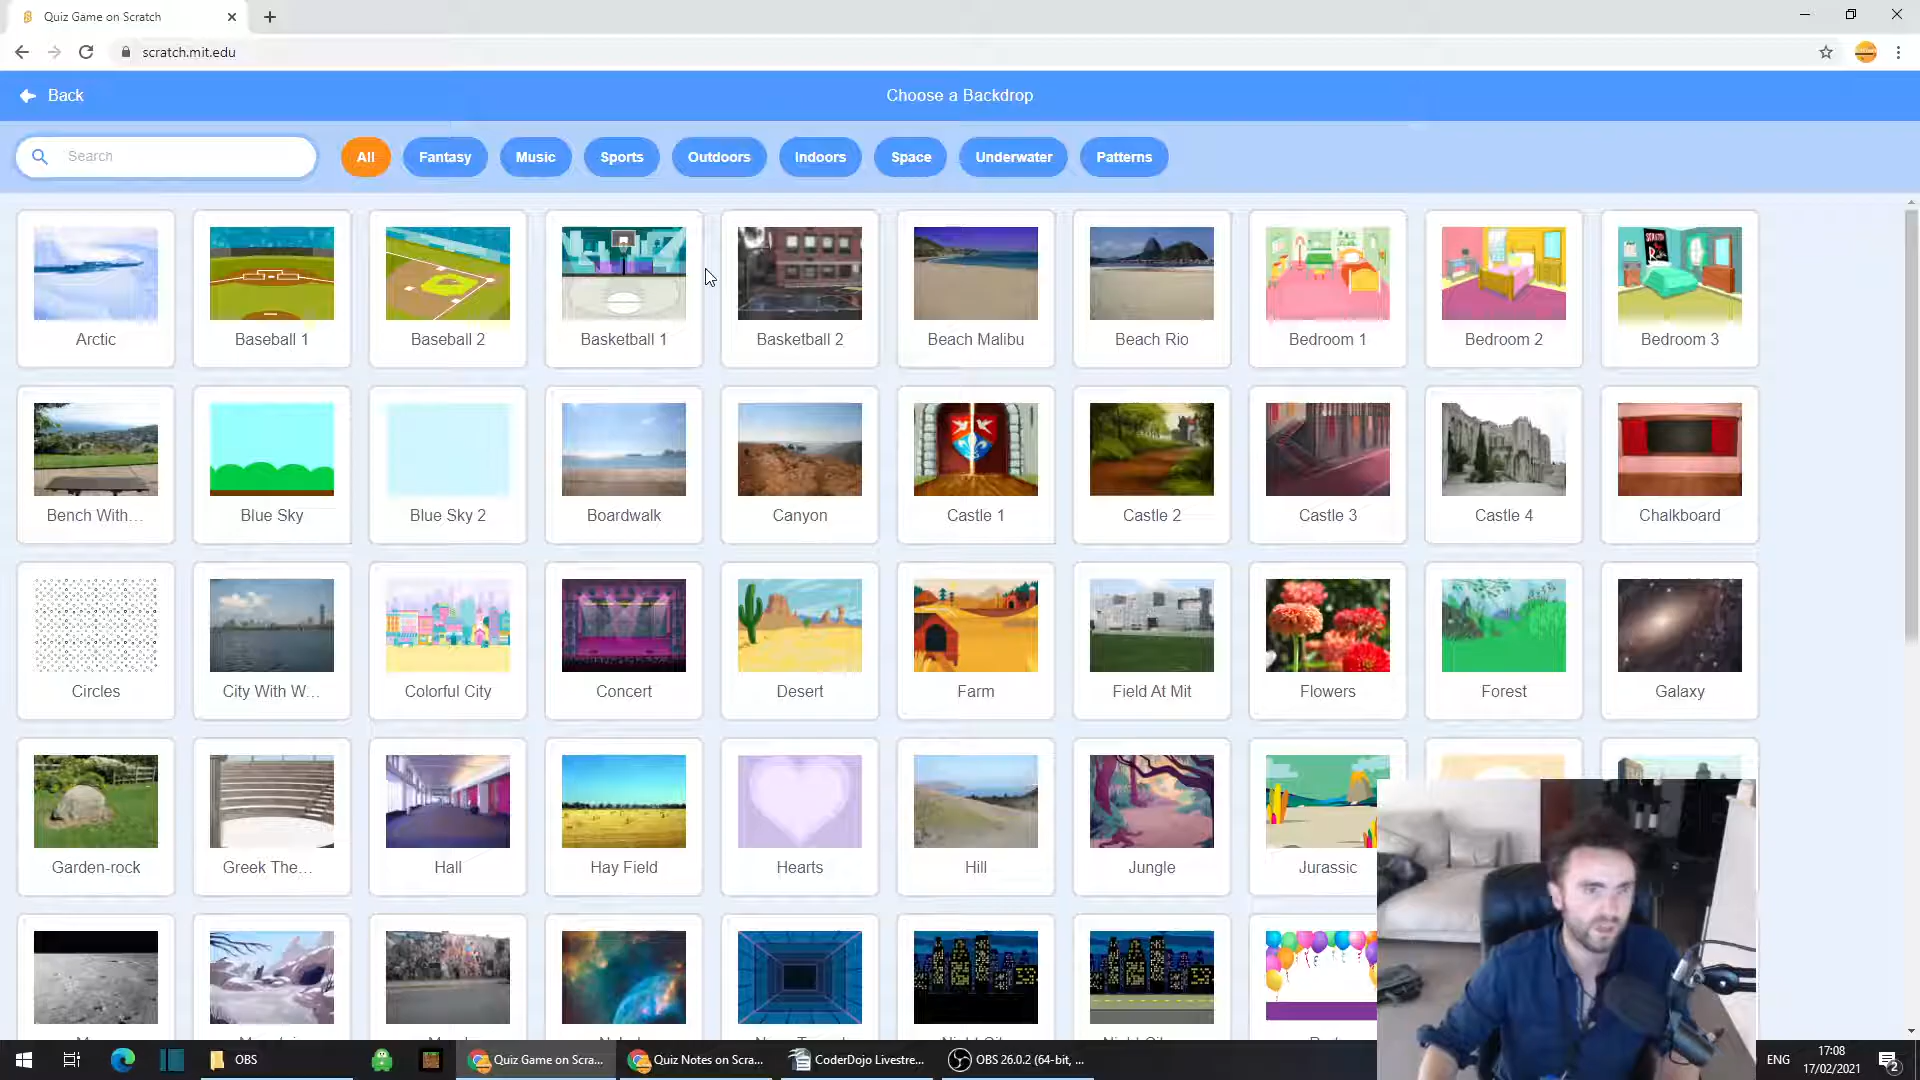 Quiz Game on Scratch
scratch.mit.edu
Back
Choose a Backdrop
Search
All
Fantasy
Music
Sports
Outdoors
Indoors
Space
Underwater
Patterns
Arctic
Baseball 1
Baseball 2
Basketball 1
Basketball 2
Beach Malibu
Beach Rio
Bedroom 1
Bedroom 2
Bedroom 3
Bench With...
Blue Sky
Blue Sky 2
Boardwalk
Canyon
Castle 1
Castle 2
Castle 3
Castle 4
Chalkboard
Circles
City With W...
Colorful City
Concert
Desert
Farm
Field At Mit
Flowers
Forest
Galaxy
Garden-rock
Greek The...
Hall
Hay Field
Hearts
Hill
Jungle
Jurassic
OBS
Quiz Game on Scra...
Quiz Notes on Scra...
CoderDojo Livestre...
OBS 26.0.2 (64-bit, ...
ENG
17:08
17/02/2021
2